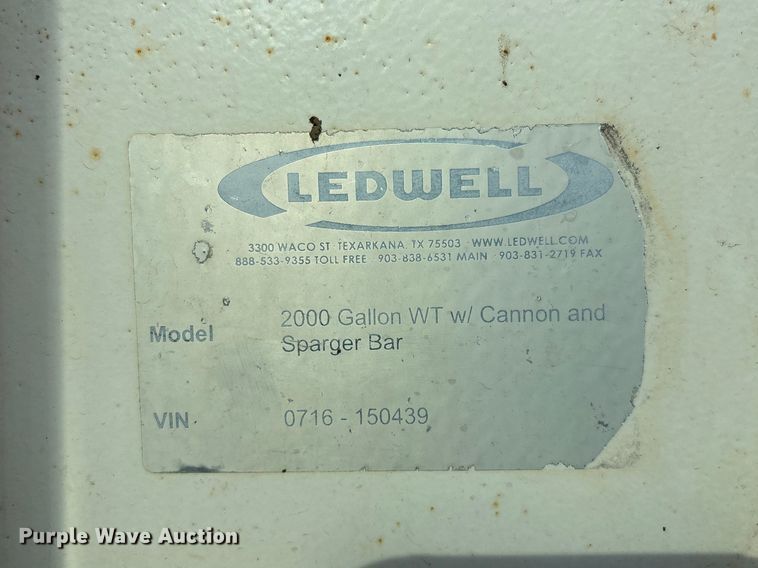 LEDWELL
3300 WACO ST TEXARKANA, TX 75503 WWW.LEDWELL.COM
888-533-9355 TOLL FREE 903-838-6531 MAIN 903-831-2719 FAX
Model 2000 Gallon WT w/ Cannon and
Sparger Bar
VIN 0716 - 150439
Purple Wave Auction